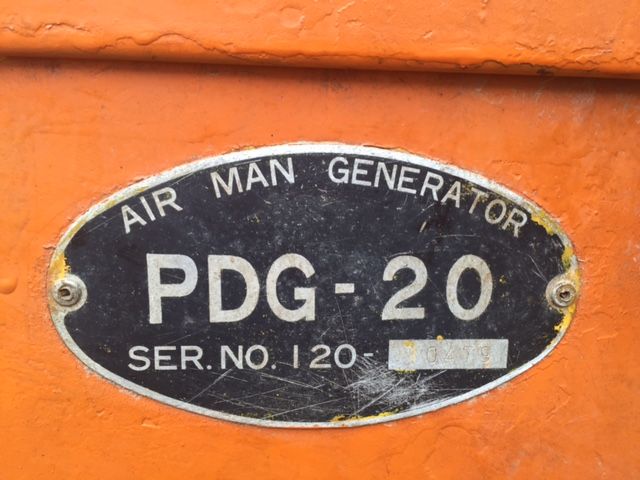 AIR MAN GENERATOR
PDG-20
SER. NO. 120-